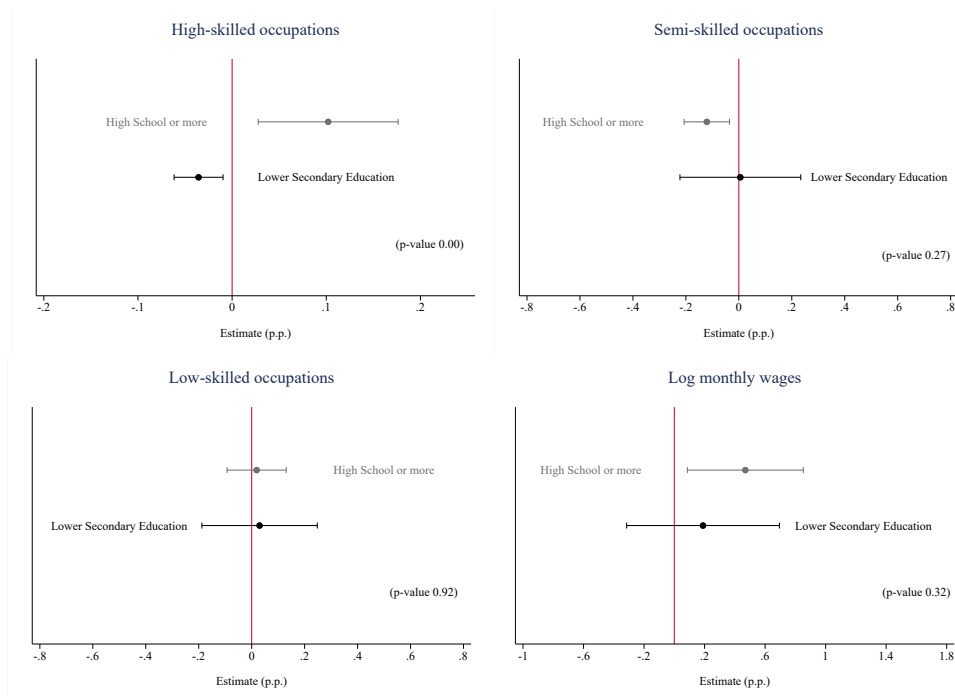 High-skilled occupations
High School or more
Lower Secondary Education
(p-value 0.00)
-.2 -.1 0 .1 .2
Estimate (p.p.)
Semi-skilled occupations
High School or more
Lower Secondary Education
(p-value 0.27)
-.8 -.6 -.4 -.2 0 .2 .4 .6 .8
Estimate (p.p.)
Low-skilled occupations
High School or more
Lower Secondary Education
(p-value 0.92)
-.8 -.6 -.4 -.2 0 .2 .4 .6 .8
Estimate (p.p.)
Log monthly wages
High School or more
Lower Secondary Education
(p-value 0.32)
-1 -.6 -.2 .2 .6 1 1.4 1.8
Estimate (p.p.)